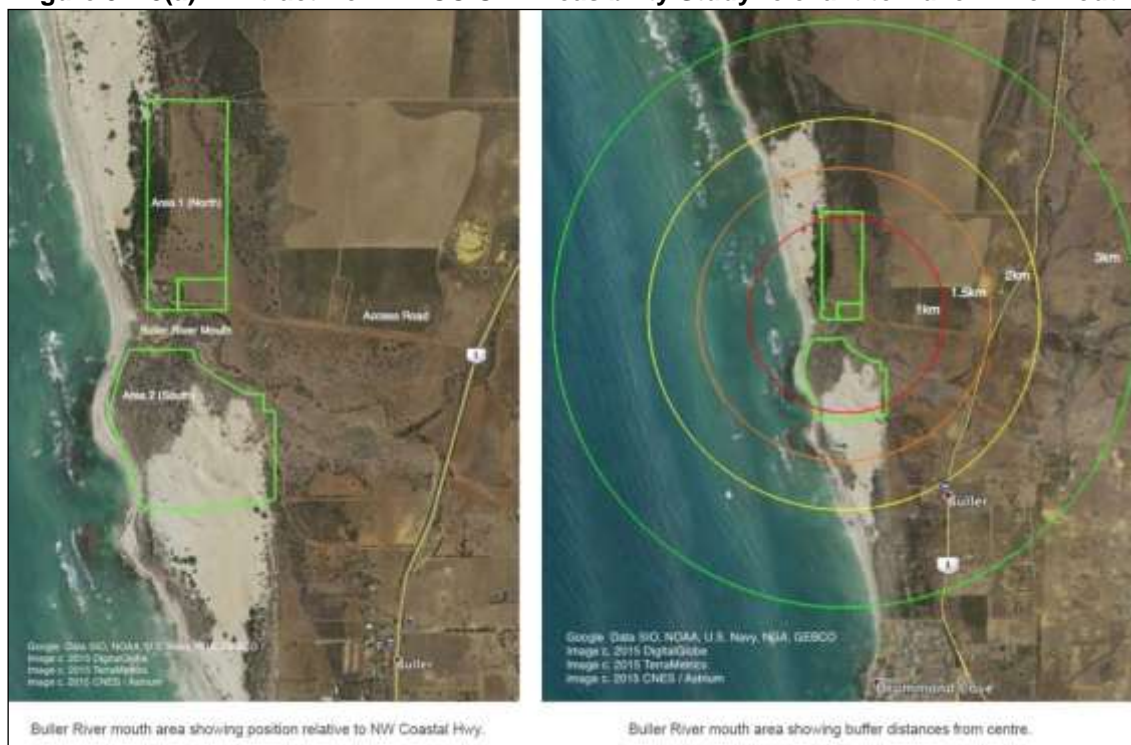 Area 1 (North)
Buller River Mouth
Access Road
1
Area 2 (South)
Buller
Google Data SIO, NOAA, U.S. Navy, NGA, GEBCO
Image c. 2015 DigitalGlobe
Image c. 2015 TerraMetrics
Image c. 2015 CNES / Astrium
Buller River mouth area showing position relative to NW Coastal Hwy.
3km
2km
1.5km
1km
Buller
1
Google Data SIO, NOAA, U.S. Navy, NGA, GEBCO
Image c. 2015 DigitalGlobe
Image c. 2015 TerraMetrics
Image c. 2015 CNES / Astrium
Drummond Cove
Buller River mouth area showing buffer distances from centre.